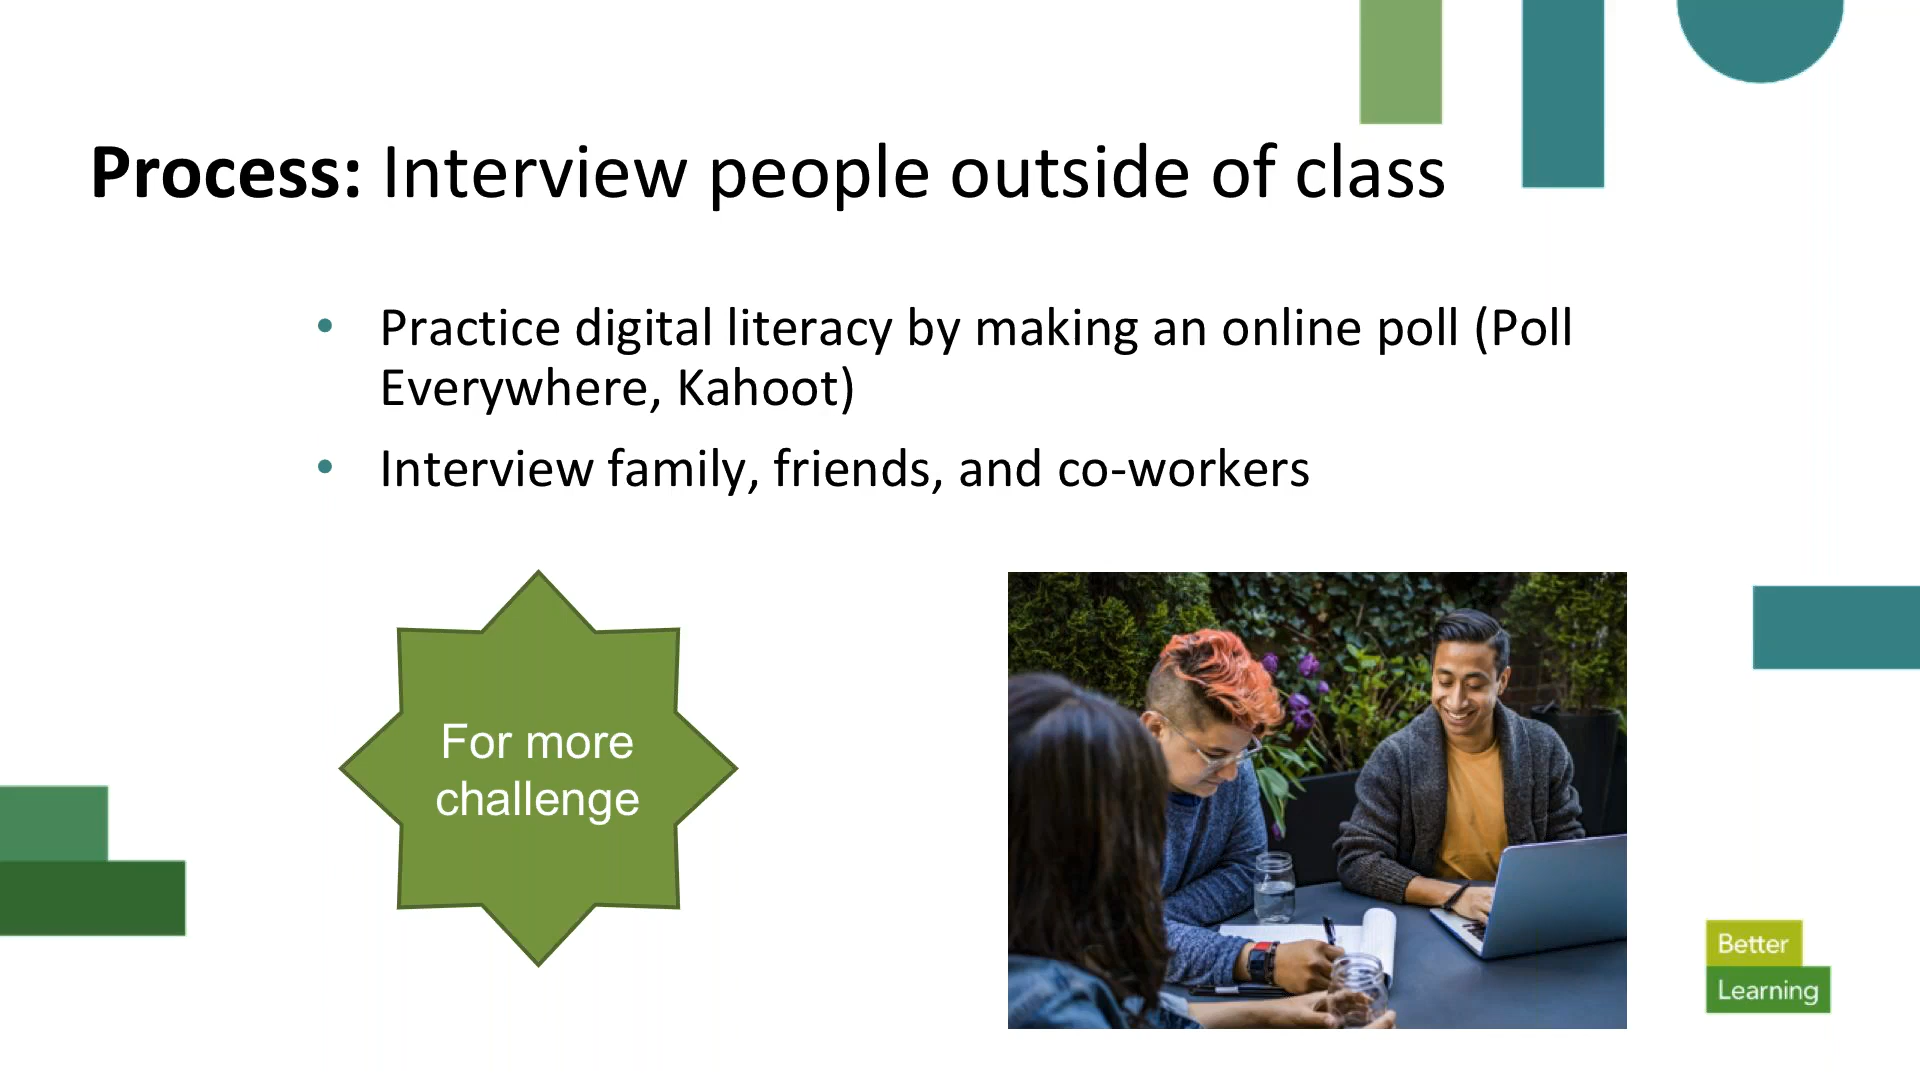 Process: Interview people outside of class
• Practice digital literacy by making an online poll (Poll
Everywhere, Kahoot)
• Interview family, friends, and co-workers
For more
challenge
Better
Learning